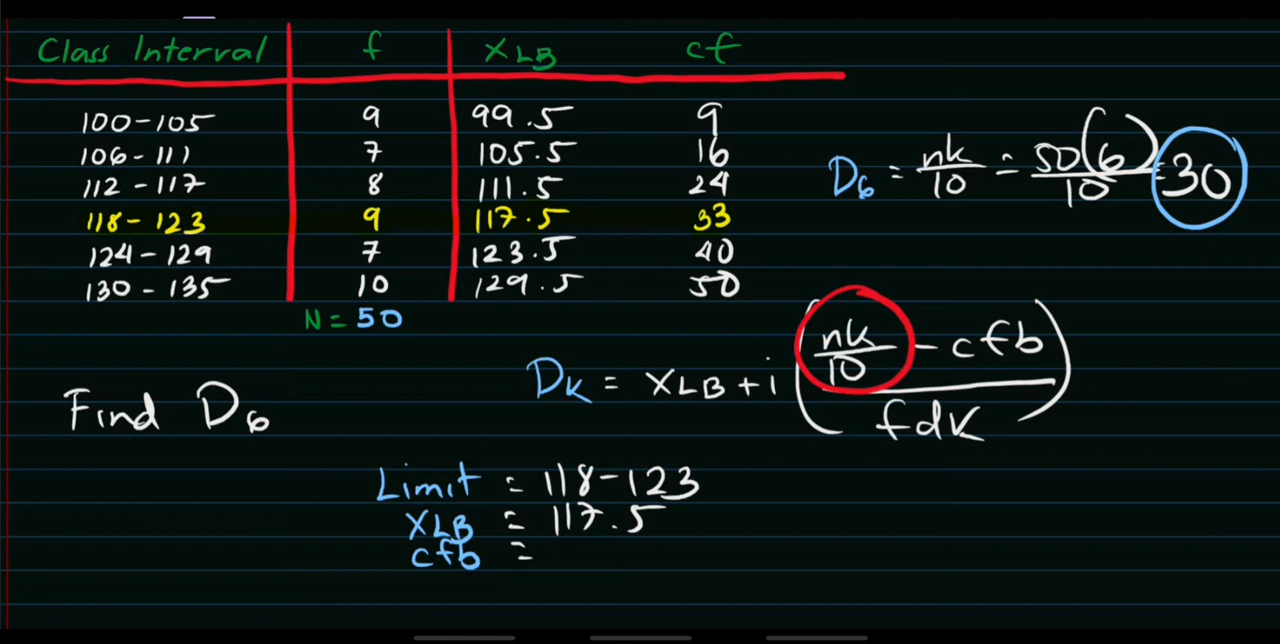 Class Interval f XLB cf
100-105 9 99.5 9
106-111 7 105.5 16
112-117 8 111.5 24
118-123 9 117.5 33
124-129 7 123.5 40
130-135 10 129.5 50
N = 50
D6 = nk/10 = 50(6)/10 = 30
Find D6
DK = XLB + i (nk/10 - cfb / fdk)
Limit = 118-123
XLB = 117.5
cfb =